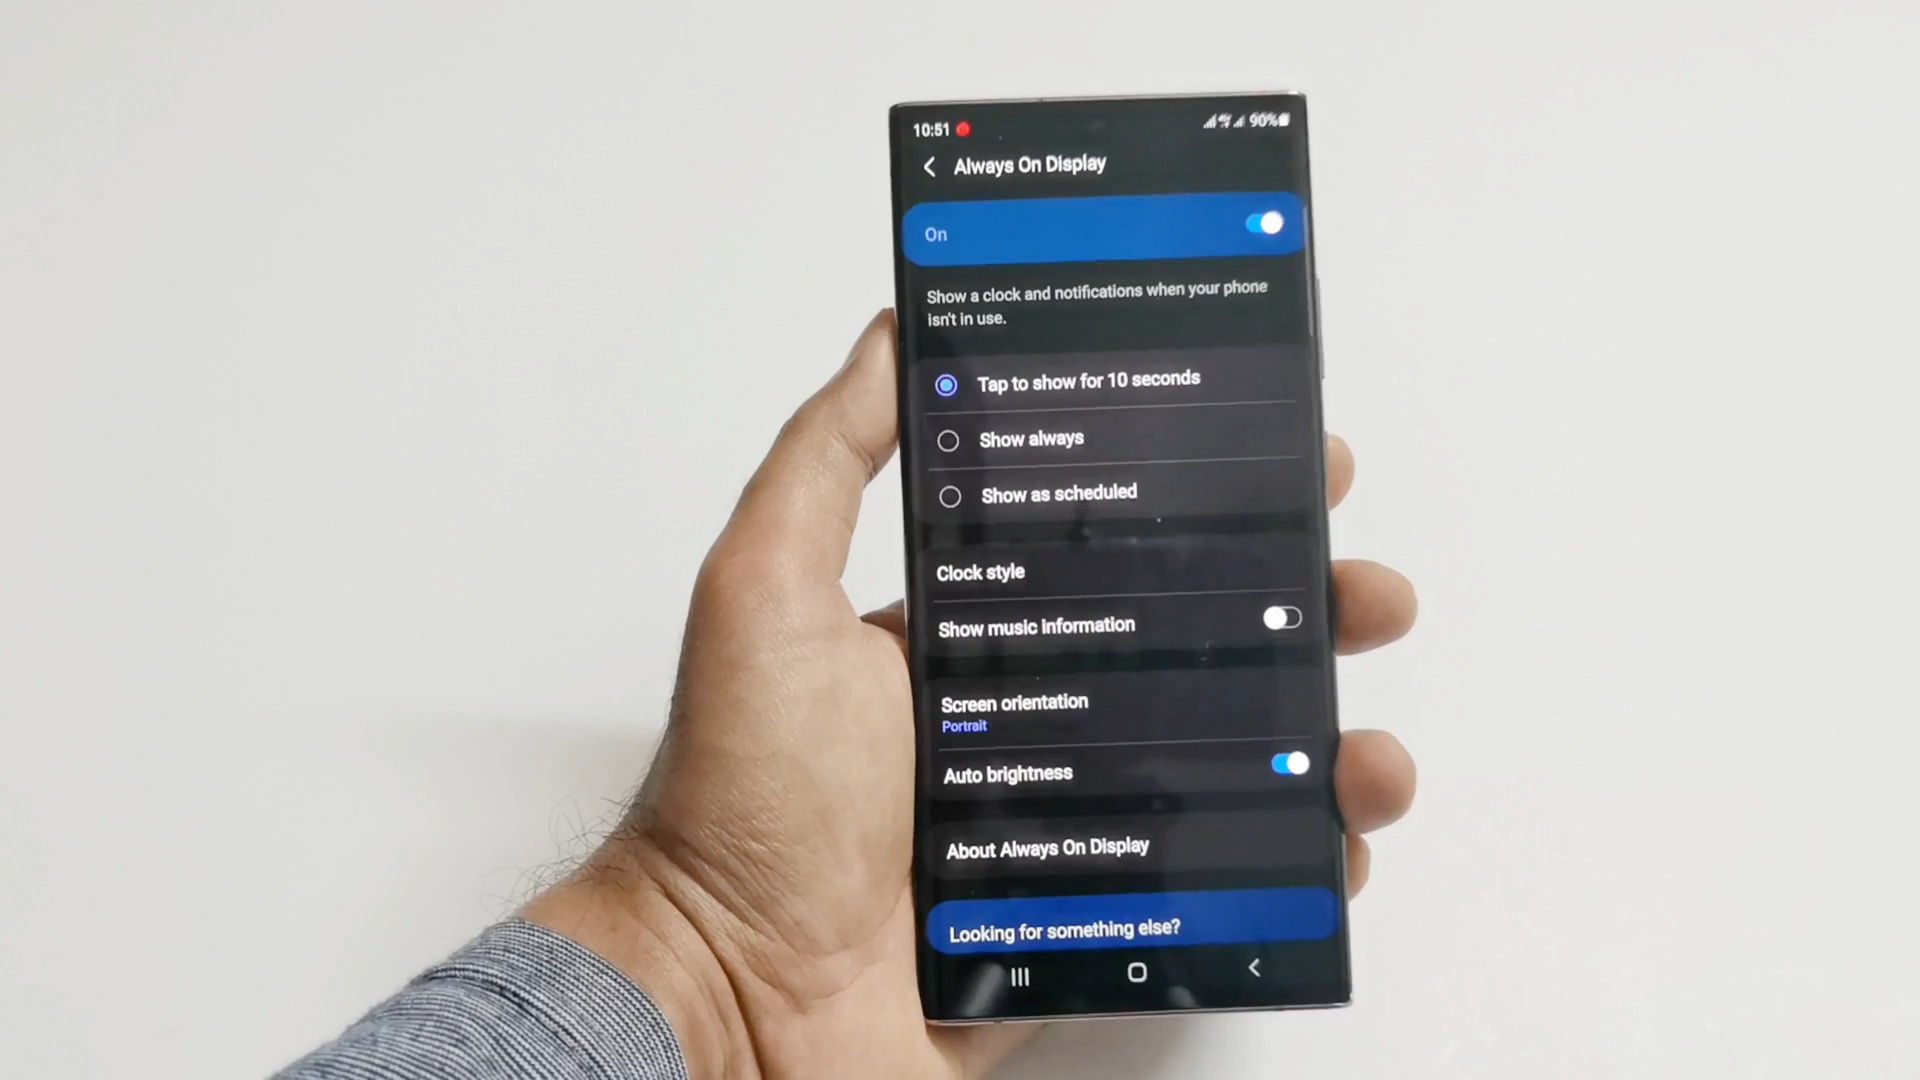 10:51 90%
Always On Display
On
Show a clock and notifications when your phone
isn't in use.
Tap to show for 10 seconds
Show always
Show as scheduled
Clock style
Show music information
Screen orientation
Portrait
Auto brightness
About Always On Display
Looking for something else?